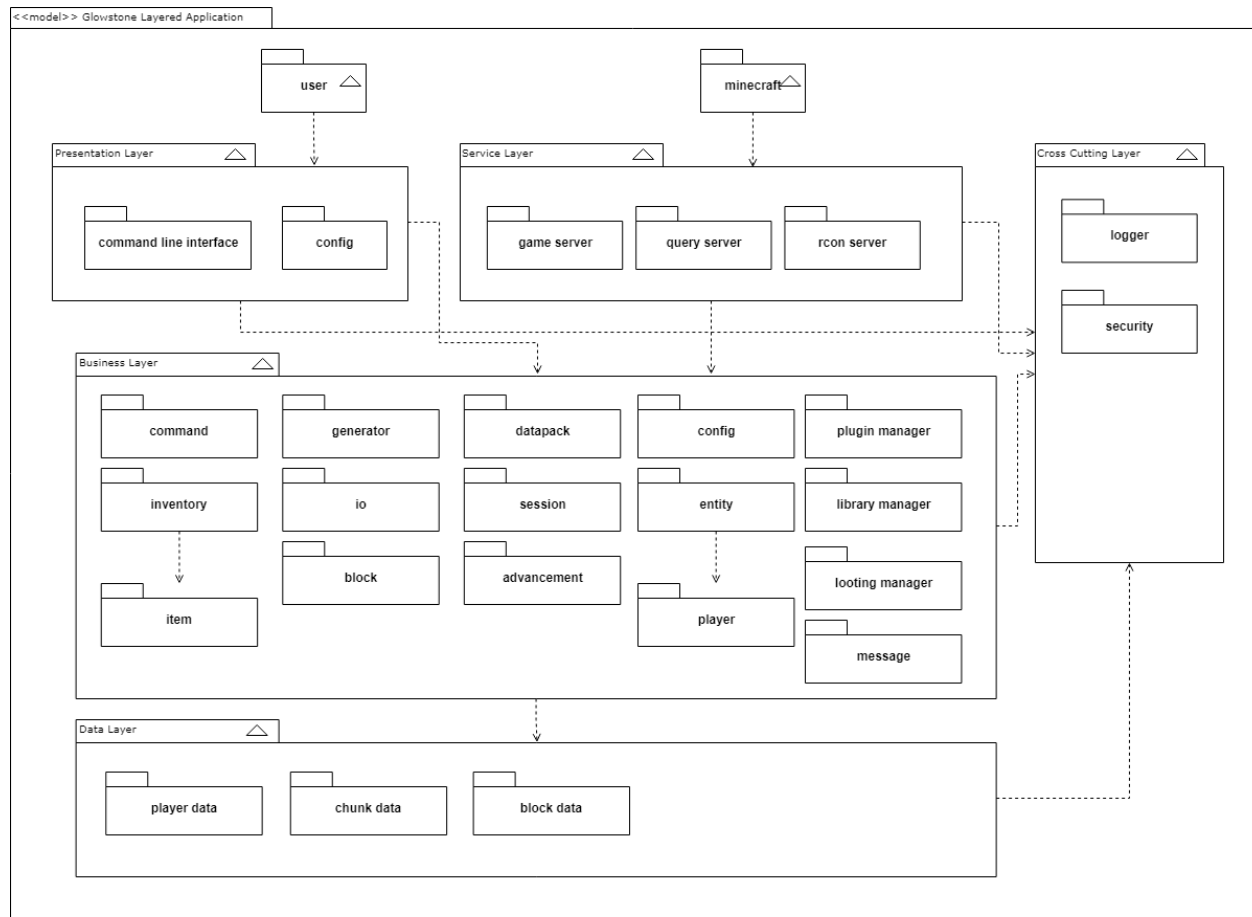 <<model>> Glowstone Layered Application
user
minecraft
Presentation Layer
Service Layer
Cross Cutting Layer
command line interface
config
game server
query server
rcon server
logger
security
Business Layer
command
generator
datapack
config
plugin manager
inventory
io
session
entity
library manager
block
advancement
looting manager
item
player
message
Data Layer
player data
chunk data
block data